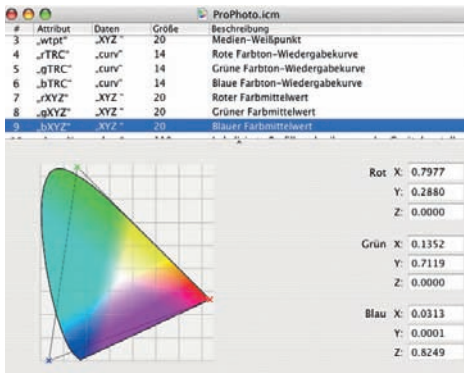 ProPhoto.icm
# Attribut Daten Größe Beschreibung
3 „wtpt“ „XYZ “ 20 Medien-Weißpunkt
4 „rTRC“ „curv“ 14 Rote Farbton-Wiedergabekurve
5 „gTRC“ „curv“ 14 Grüne Farbton-Wiedergabekurve
6 „bTRC“ „curv“ 14 Blaue Farbton-Wiedergabekurve
7 „rXYZ“ „XYZ “ 20 Roter Farbmittelwert
8 „gXYZ“ „XYZ “ 20 Grüner Farbmittelwert
9 „bXYZ“ „XYZ “ 20 Blauer Farbmittelwert
Rot X: 0.7977
Y: 0.2880
Z: 0.0000
Grün X: 0.1352
Y: 0.7119
Z: 0.0000
Blau X: 0.0313
Y: 0.0001
Z: 0.8249